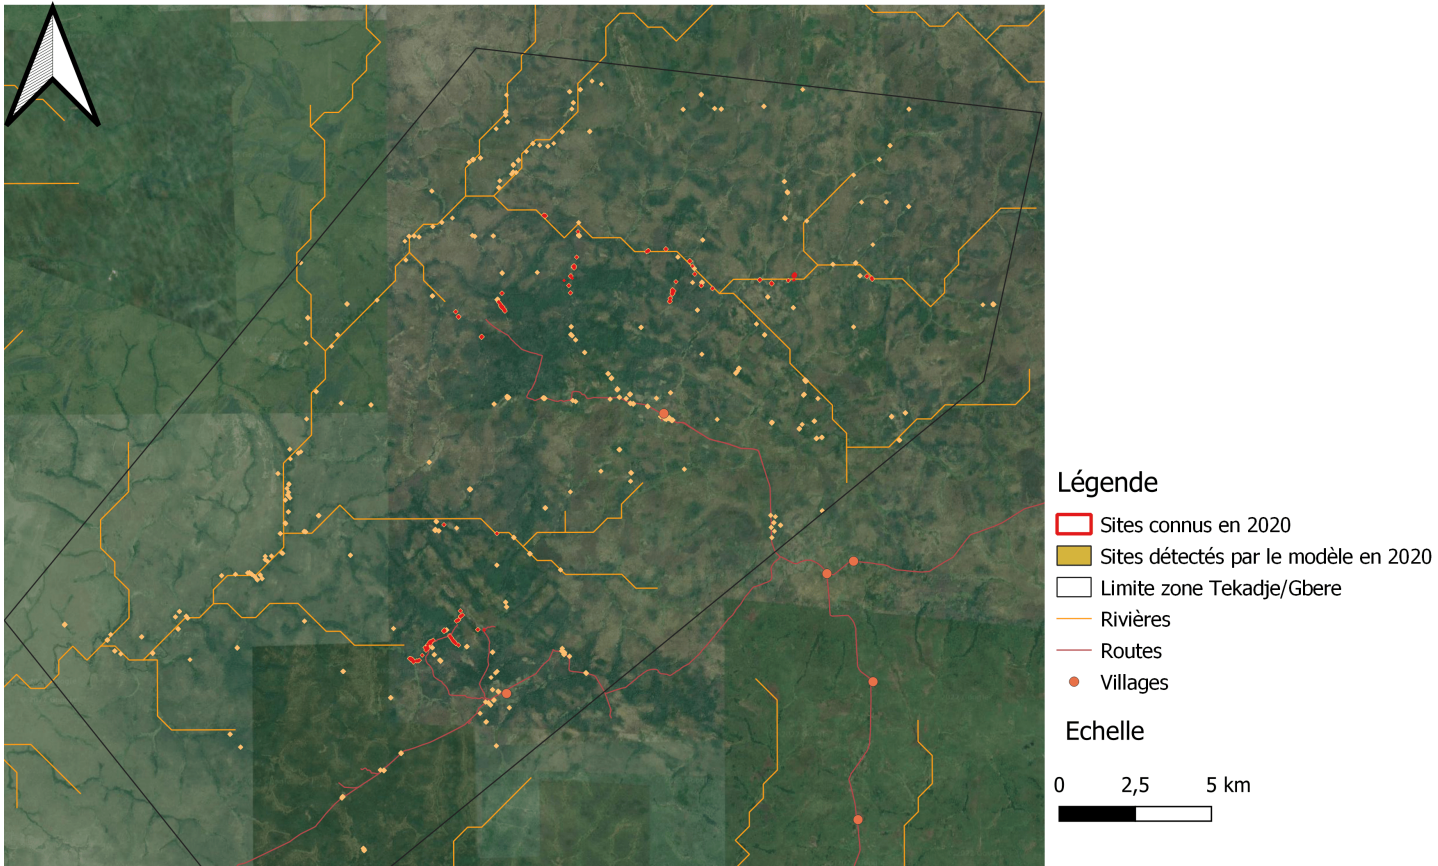 Légende
Sites connus en 2020
Sites détectés par le modèle en 2020
Limite zone Tekadje/Gbere
Rivières
Routes
Villages
Echelle
0 2,5 5 km